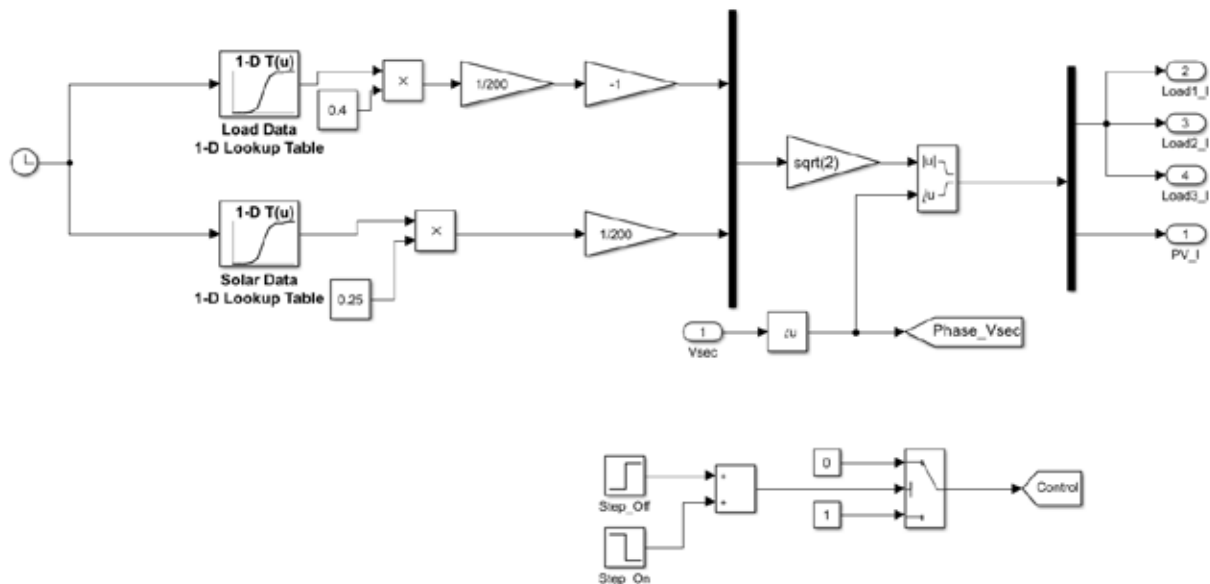 1-D T(u)
Load Data
1-D Lookup Table
0.4
×
1/200
-1
1-D T(u)
Solar Data
1-D Lookup Table
0.25
×
1/200
sqrt(2)
|u|
∠u
2
Load1_I
3
Load2_I
4
Load3_I
1
PV_I
1
Vsec
∠u
Phase_Vsec
Step_Off
Step_On
+
+
0
1
Control